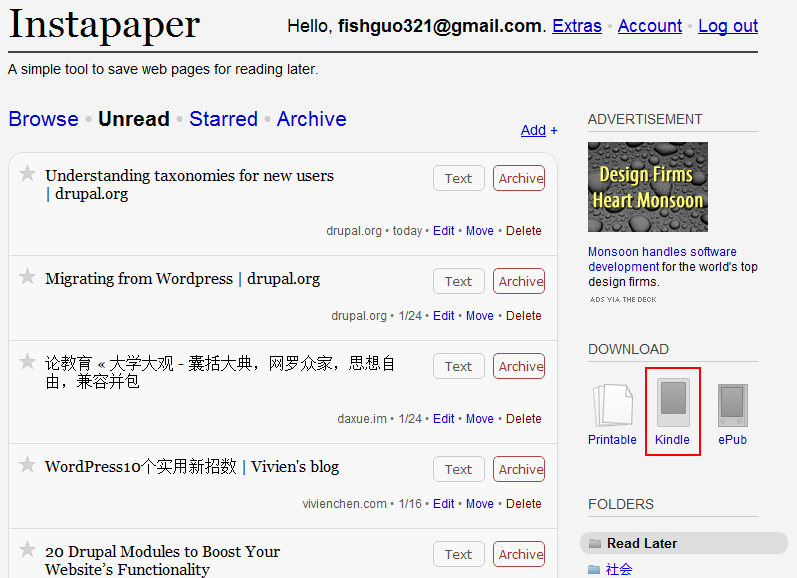 Instapaper
Hello, fishguo321@gmail.com. Extras • Account • Log out
A simple tool to save web pages for reading later.
Browse • Unread • Starred • Archive
Add +
Understanding taxonomies for new users
| drupal.org
Text
Archive
drupal.org • today • Edit • Move • Delete
Migrating from Wordpress | drupal.org
Text
Archive
drupal.org • 1/24 • Edit • Move • Delete
论教育 « 大学大观 - 囊括大典，网罗众家，思想自
由，兼容并包
Text
Archive
daxue.im • 1/24 • Edit • Move • Delete
WordPress10个实用新招数 | Vivien's blog
Text
Archive
vivienchen.com • 1/16 • Edit • Move • Delete
20 Drupal Modules to Boost Your
Website’s Functionality
Text
Archive
ADVERTISEMENT
Design Firms
Heart Monsoon
Monsoon handles software
development for the world's top
design firms.
ADS VIA THE DECK
DOWNLOAD
Printable
Kindle
ePub
FOLDERS
Read Later
社会